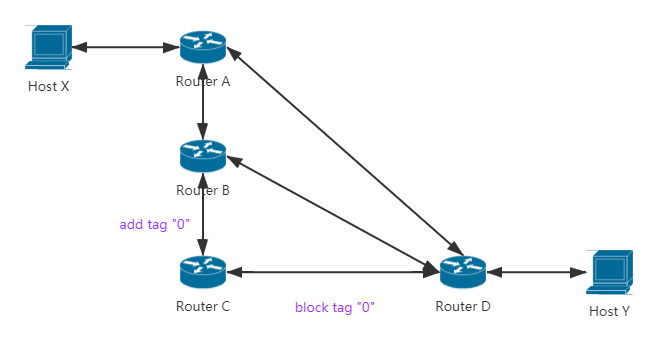 Host X
Router A
Router B
add tag "0"
Router C
block tag "0"
Router D
Host Y